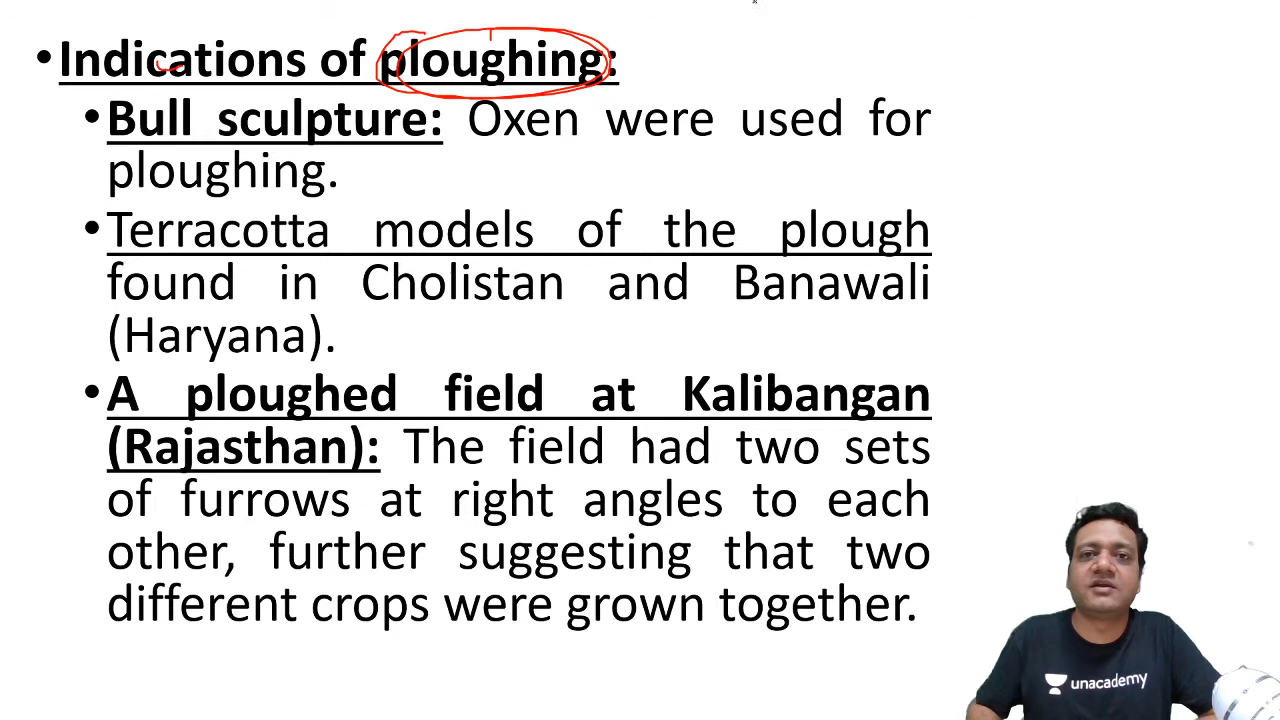 • Indications of ploughing:
• Bull sculpture: Oxen were used for
ploughing.
• Terracotta models of the plough
found in Cholistan and Banawali
(Haryana).
• A ploughed field at Kalibangan
(Rajasthan): The field had two sets
of furrows at right angles to each
other, further suggesting that two
different crops were grown together.
unacademy